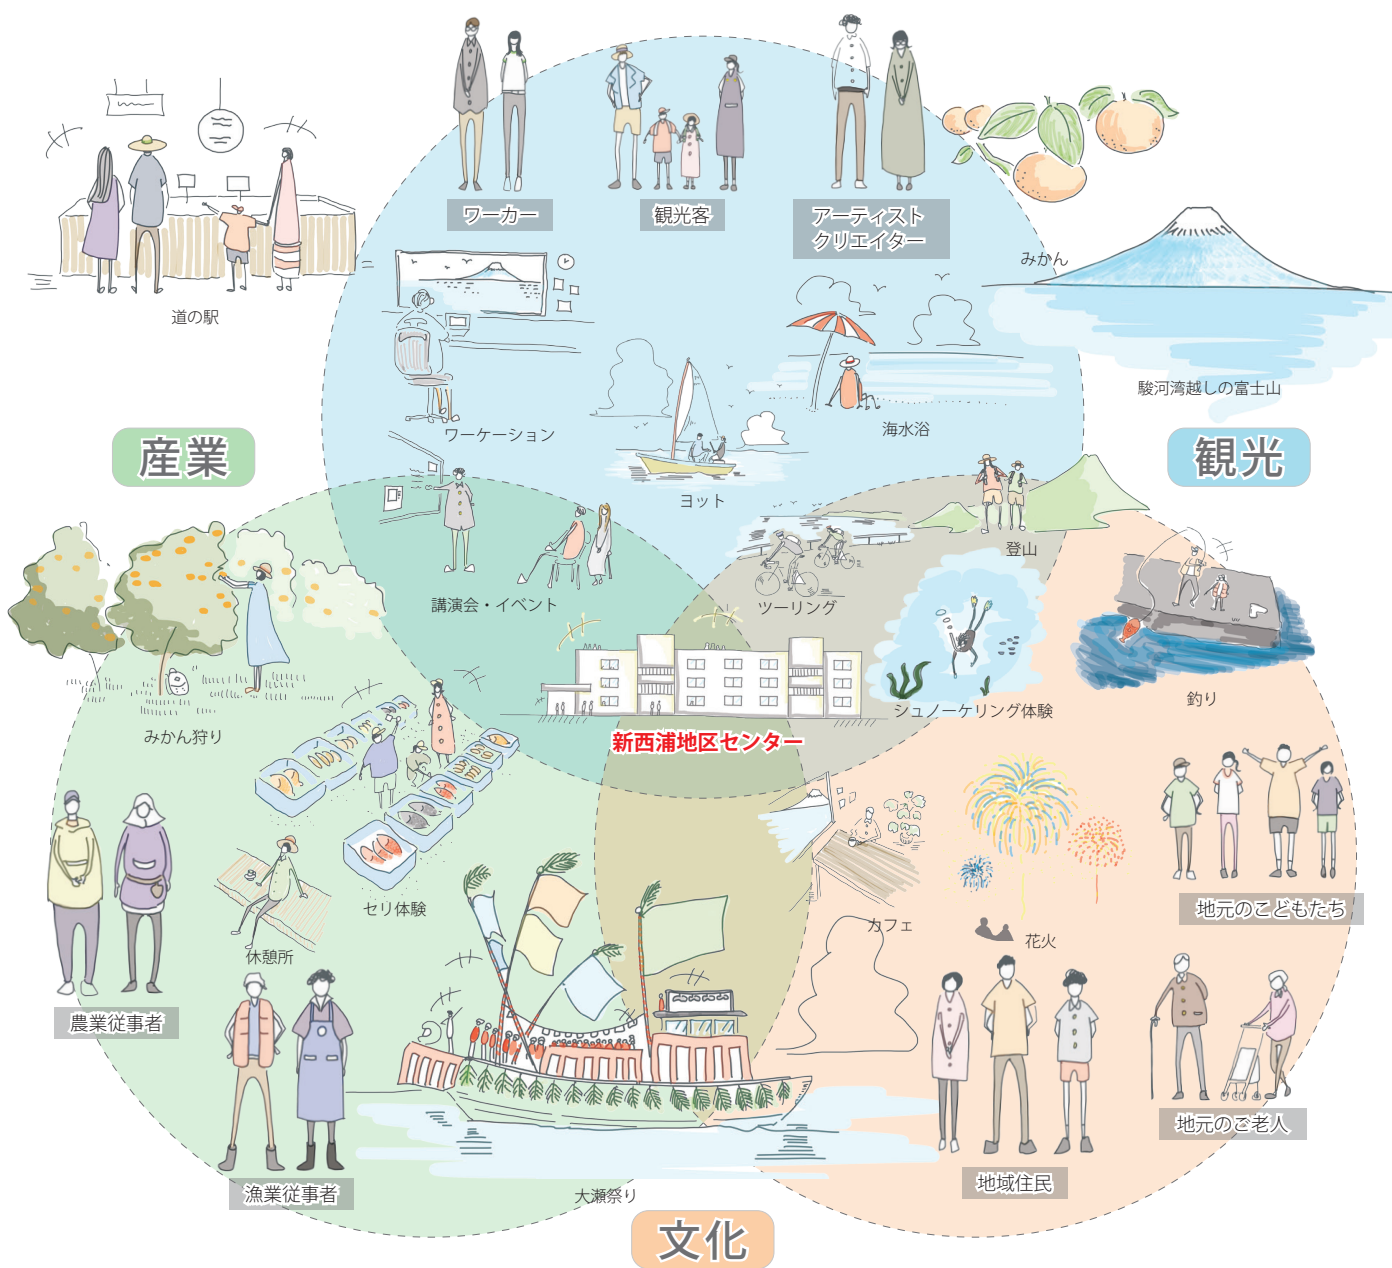 ワーカー
観光客
アーティスト
クリエイター
みかん
道の駅
駿河湾越しの富士山
ワーケーション
海水浴
産業
観光
ヨット
登山
講演会・イベント
ツーリング
シュノーケリング体験
釣り
みかん狩り
新西浦地区センター
セリ体験
カフェ
花火
地元のこどもたち
休憩所
農業従事者
地元のご老人
漁業従事者
大瀬祭り
地域住民
文化